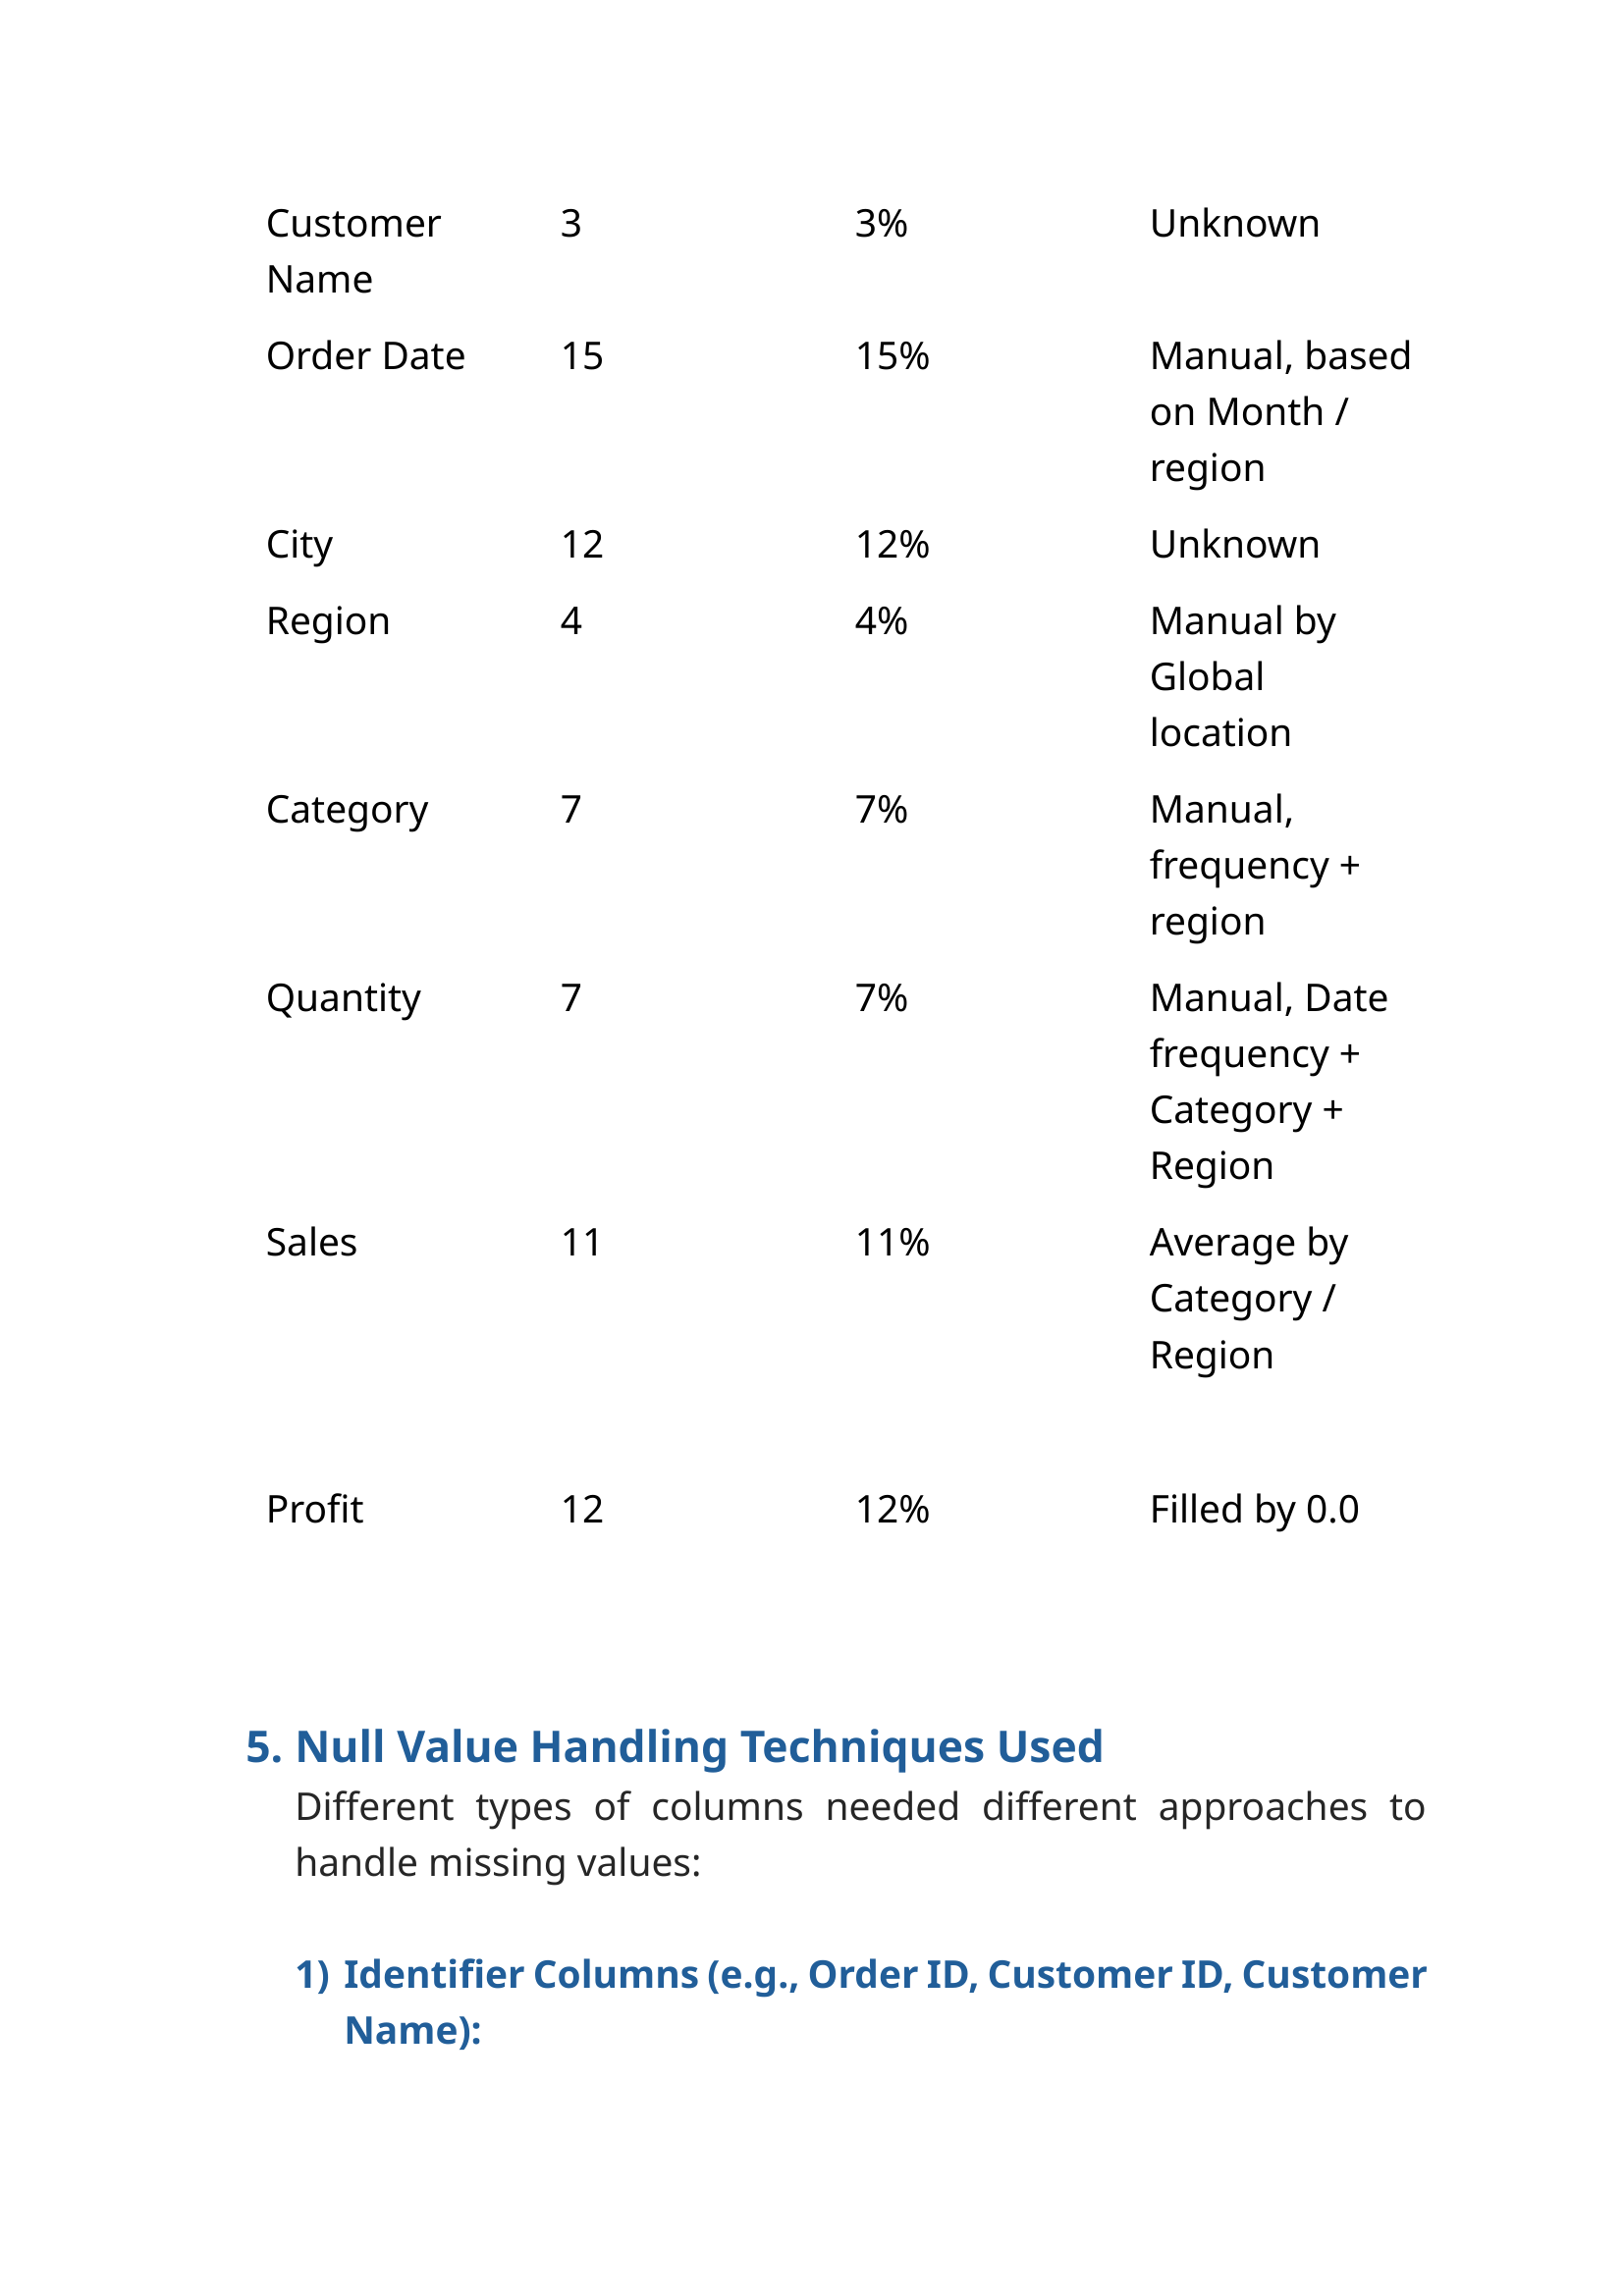 Customer Name 3 3% Unknown
Order Date 15 15% Manual, based on Month / region
City 12 12% Unknown
Region 4 4% Manual by Global location
Category 7 7% Manual, frequency + region
Quantity 7 7% Manual, Date frequency + Category + Region
Sales 11 11% Average by Category / Region
Profit 12 12% Filled by 0.0
5. Null Value Handling Techniques Used
Different types of columns needed different approaches to
handle missing values:
1) Identifier Columns (e.g., Order ID, Customer ID, Customer
Name):